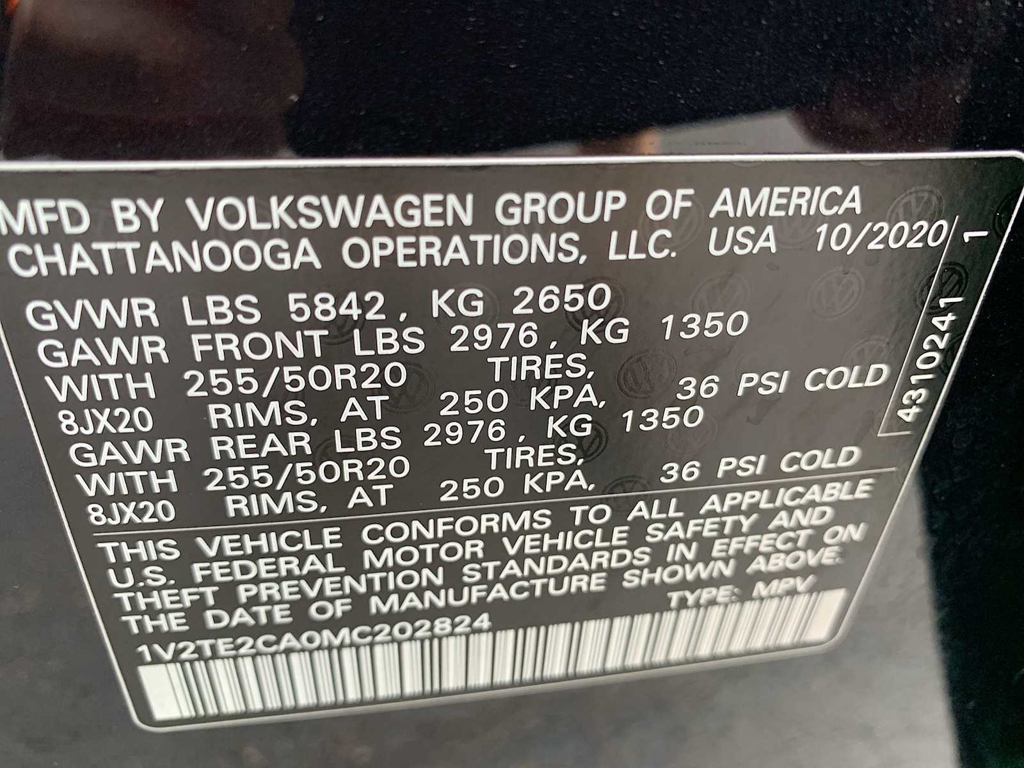 MFD BY VOLKSWAGEN GROUP OF AMERICA
CHATTANOOGA OPERATIONS, LLC. USA 10/2020
GVWR LBS 5842, KG 2650
GAWR FRONT LBS 2976, KG 1350
WITH 255/50R20 TIRES,
8JX20 RIMS, AT 250 KPA, 36 PSI COLD
GAWR REAR LBS 2976, KG 1350
WITH 255/50R20 TIRES,
8JX20 RIMS, AT 250 KPA, 36 PSI COLD
THIS VEHICLE CONFORMS TO ALL APPLICABLE
U.S. FEDERAL MOTOR VEHICLE SAFETY AND
THEFT PREVENTION STANDARDS IN EFFECT ON
THE DATE OF MANUFACTURE SHOWN ABOVE.
1V2TE2CA0MC202824 TYPE: MPV
4310241 1